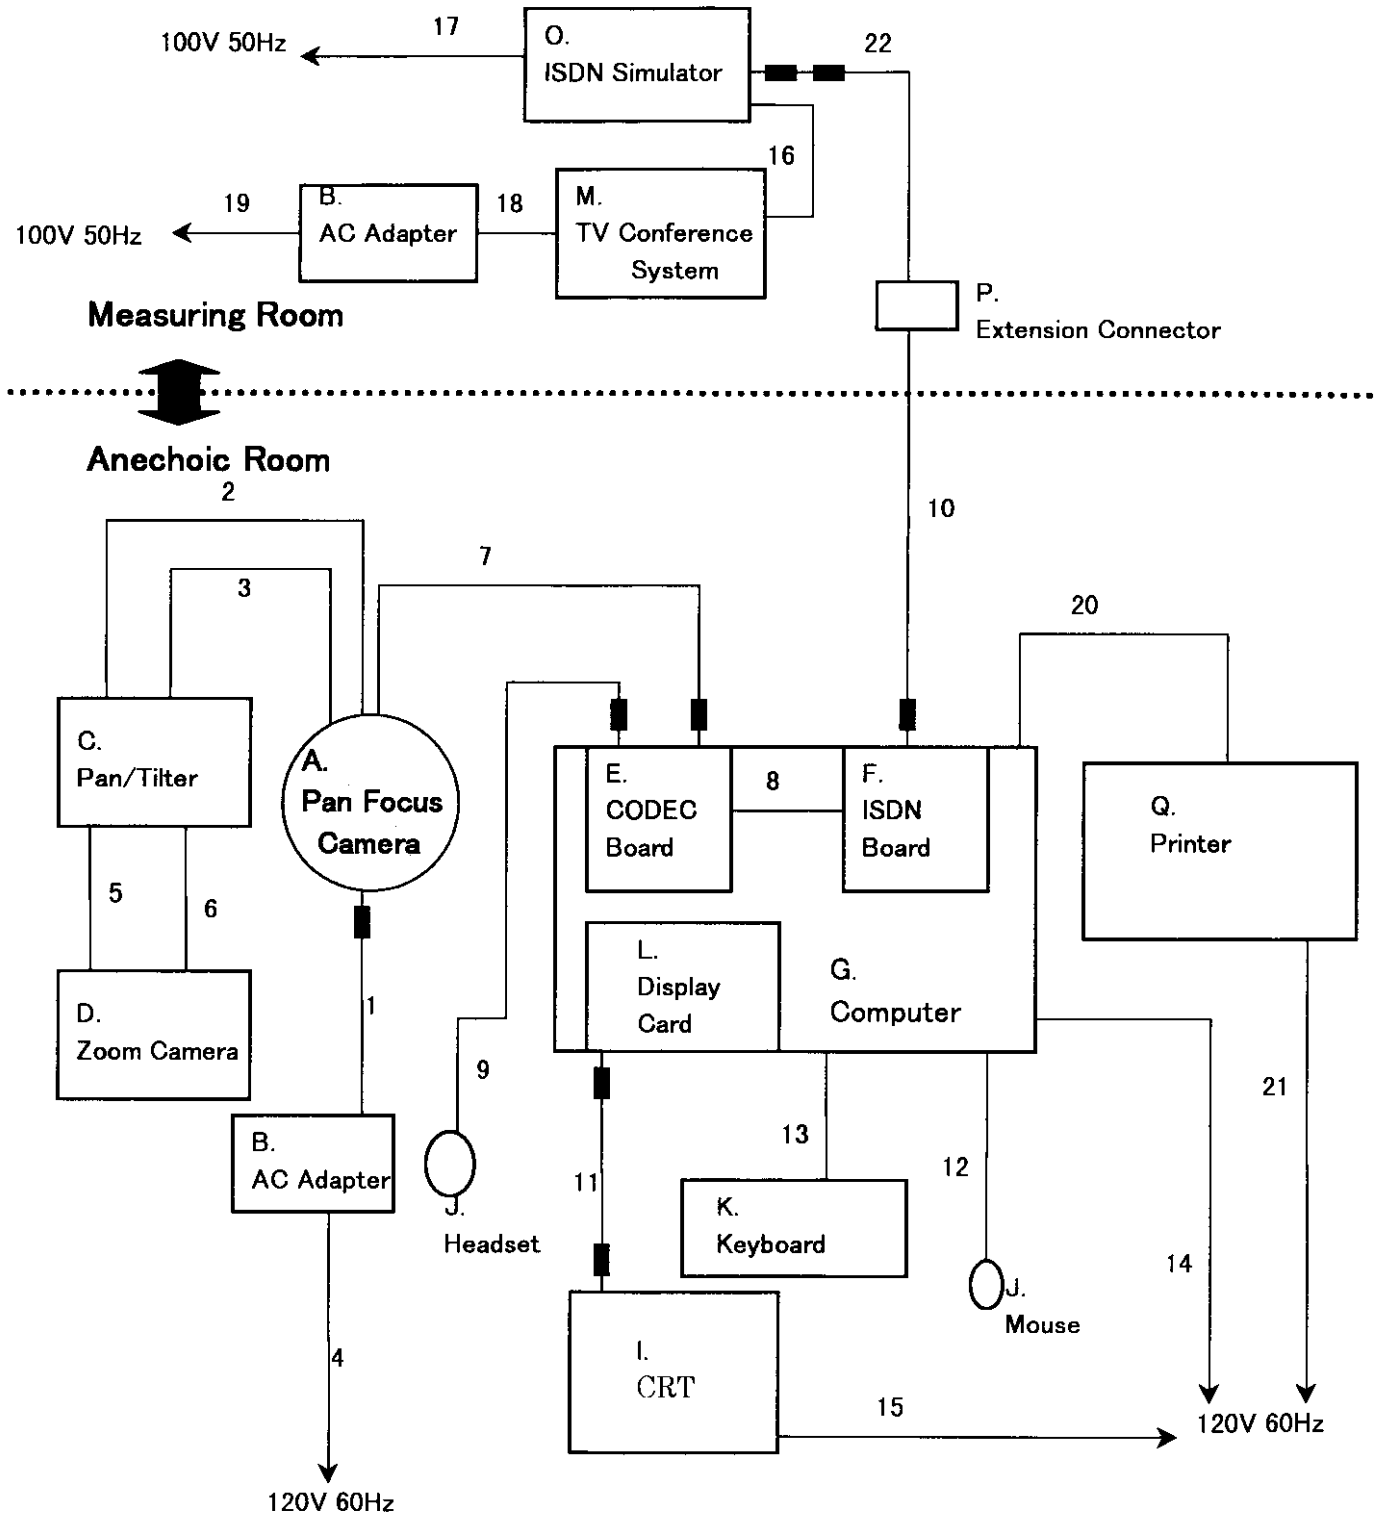 17
O.
22
100V 50Hz
ISDN Simulator
16
M.
B.
19
18
100V 50Hz
AC Adapter
TV Conference
System
P.
Measuring Room
Extension Connector
Anechoic Room
2
10
7
3
20
C.
A.
E.
8
F.
Pan/Tilter
Pan Focus
CODEC
ISDN
Q.
Camera
Board
Board
Printer
5
6
L.
G.
D.
1
Display
Computer
Zoom Camera
Card
9
21
B.
13
12
AC Adapter
11
J.
K.
Headset
Keyboard
14
J.
Mouse
4
I.
CRT
15
120V 60Hz
120V 60Hz